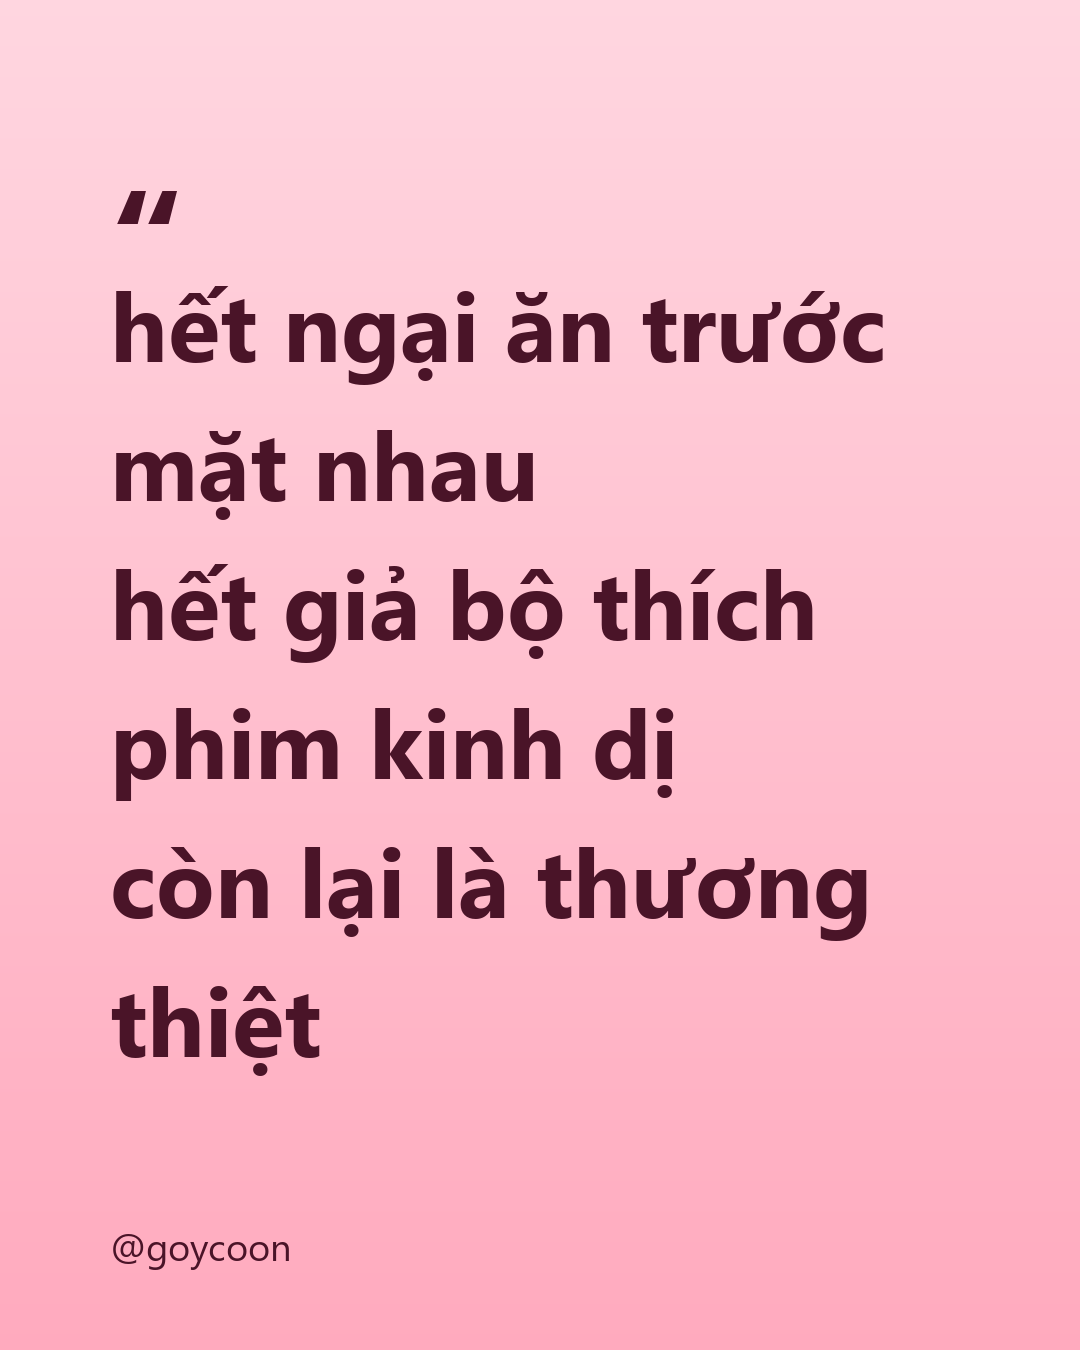 “
hết ngại ăn trước
mặt nhau
hết giả bộ thích
phim kinh dị
còn lại là thương
thiệt
@goycoon